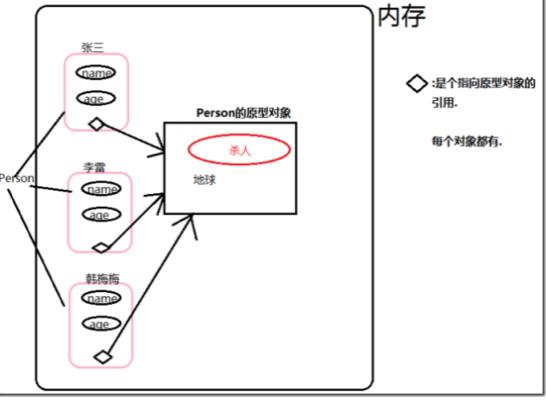 内存
张三
name
age
Person的原型对象
杀人
地球
李雷
Person
name
age
韩梅梅
name
age
:是个指向原型对象的
引用.
每个对象都有.